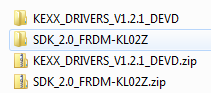 KEXX_DRIVERS_V1.2.1_DEVD
SDK_2.0_FRDM-KL02Z
KEXX_DRIVERS_V1.2.1_DEVD.zip
SDK_2.0_FRDM-KL02Z.zip